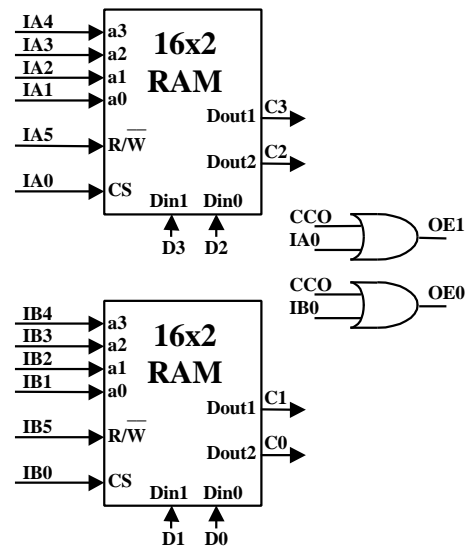 IA4 a3
IA3 a2
IA2 a1
IA1 a0
16x2
RAM
Dout1 C3
Dout2 C2
IA5 R/W̅
IA0 CS
Din1 Din0
D3 D2
CCO
IA0
OE1
CCO
IB0
OE0
IB4 a3
IB3 a2
IB2 a1
IB1 a0
16x2
RAM
Dout1 C1
Dout2 C0
IB5 R/W̅
IB0 CS
Din1 Din0
D1 D0